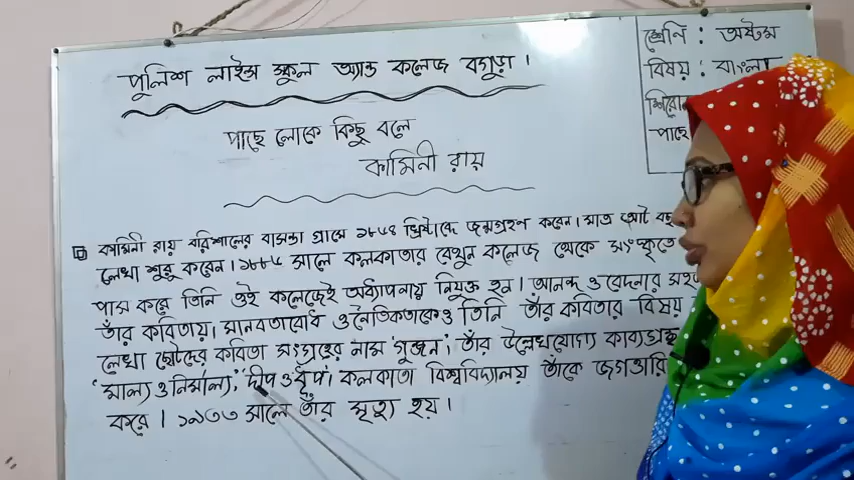 পুলিশ লাইন্স স্কুল অ্যান্ড কলেজ বগুড়া।
শ্রেণি : অষ্টম
বিষয় : বাংলা
পাছে
পাছে লোকে কিছু বলে
কামিনী রায়
কামিনী রায় বরিশালের বাসন্ডা গ্রামে ১৮৬৪ খ্রিষ্টাব্দে জন্মগ্রহণ করেন। মাত্র আট
লেখা শুরু করেন। ১৮৮৬ সালে কলকাতার বেথুন কলেজ থেকে সংস্কৃতে
পাস করে তিনি ওই কলেজেই অধ্যাপনায় নিযুক্ত হন। আনন্দ ও বেদনার
তাঁর কবিতায়। মানবতাবোধ ও নৈতিকতাকেও তিনি তাঁর কবিতার বিষয়
লেখা ছোটদের কবিতা সংগ্রহের নাম 'গুঞ্জন'। তাঁর উল্লেখযোগ্য কাব্যগ্রন্থ
'মাল্য ও নির্মাল্য', 'দীপ ও ধূপ'। কলকাতা বিশ্ববিদ্যালয় তাঁকে জগত্তারি
করে। ১৯৩৩ সালে তাঁর মৃত্যু হয়।